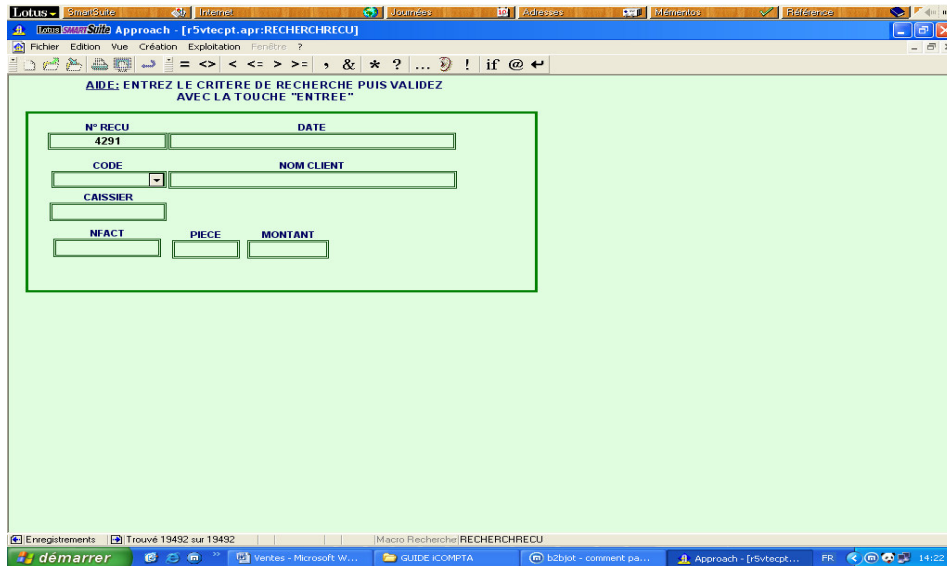 Lotus SmartSuite Internet Journées Adresses Mémentos Référence
Lotus SMARTSuite Approach - [r5vtecpt.apr:RECHERCHRECU]
Fichier Edition Vue Création Exploitation Fenêtre ?
= <> < <= > >= , & * ? ... ! if @
AIDE: ENTREZ LE CRITERE DE RECHERCHE PUIS VALIDEZ
AVEC LA TOUCHE "ENTREE"
N° RECU DATE
4291
CODE NOM CLIENT
CAISSIER
NFACT PIECE MONTANT
Enregistrements Trouvé 19492 sur 19492 Macro Recherche RECHERCHRECU
démarrer Ventes - Microsoft W... GUIDE iCOMPTA b2bjot - comment pa... Approach - [r5vtecpt... FR 14:22